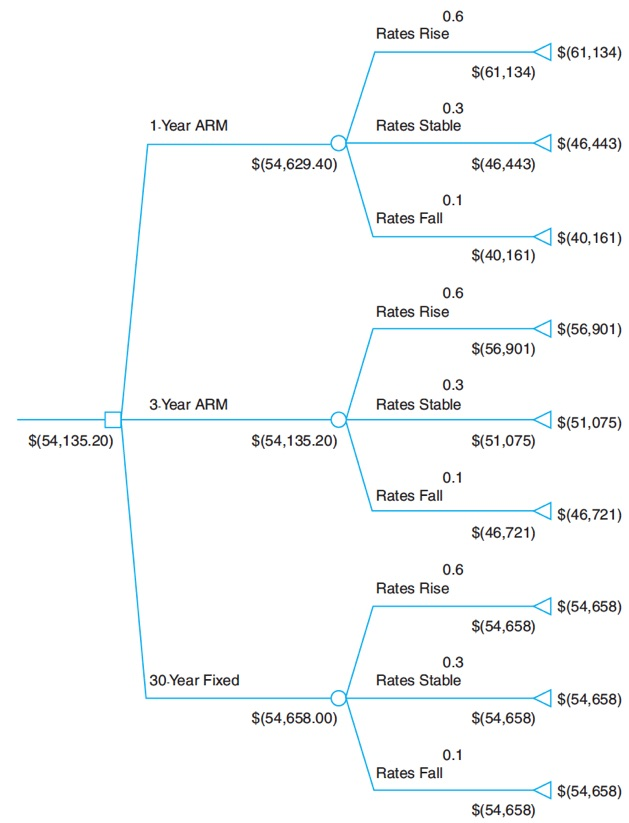 0.6
Rates Rise
$(61,134)
$(61,134)
0.3
1-Year ARM
Rates Stable
$(46,443)
$(54,629.40)
$(46,443)
0.1
Rates Fall
$(40,161)
$(40,161)
0.6
Rates Rise
$(56,901)
$(56,901)
0.3
3-Year ARM
Rates Stable
$(51,075)
$(54,135.20)
$(54,135.20)
$(51,075)
0.1
Rates Fall
$(46,721)
$(46,721)
0.6
Rates Rise
$(54,658)
$(54,658)
0.3
30-Year Fixed
Rates Stable
$(54,658)
$(54,658.00)
$(54,658)
0.1
Rates Fall
$(54,658)
$(54,658)